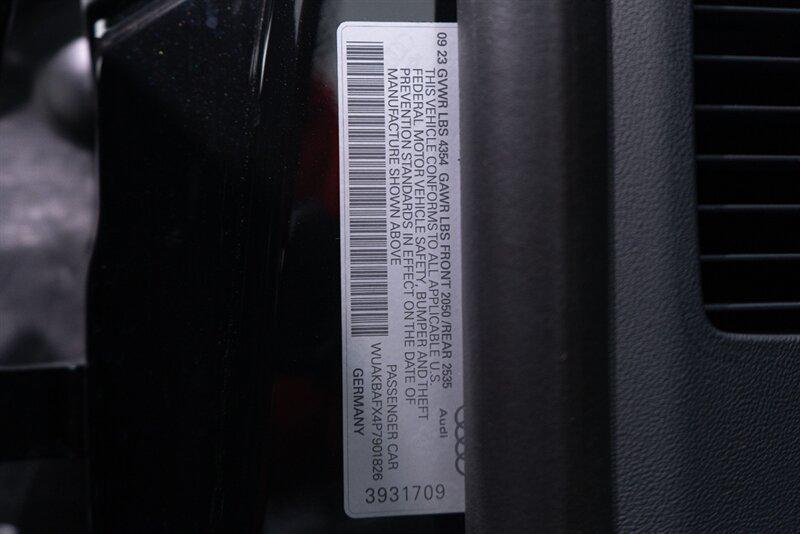 09 23 GVWR LBS 4354 GAWR LBS FRONT 2050 /REAR 2535
THIS VEHICLE CONFORMS TO ALL APPLICABLE U.S.
FEDERAL MOTOR VEHICLE SAFETY, BUMPER AND THEFT
PREVENTION STANDARDS IN EFFECT ON THE DATE OF
MANUFACTURE SHOWN ABOVE
Audi
PASSENGER CAR
WUAKBAFX4P7901826
GERMANY
3931709